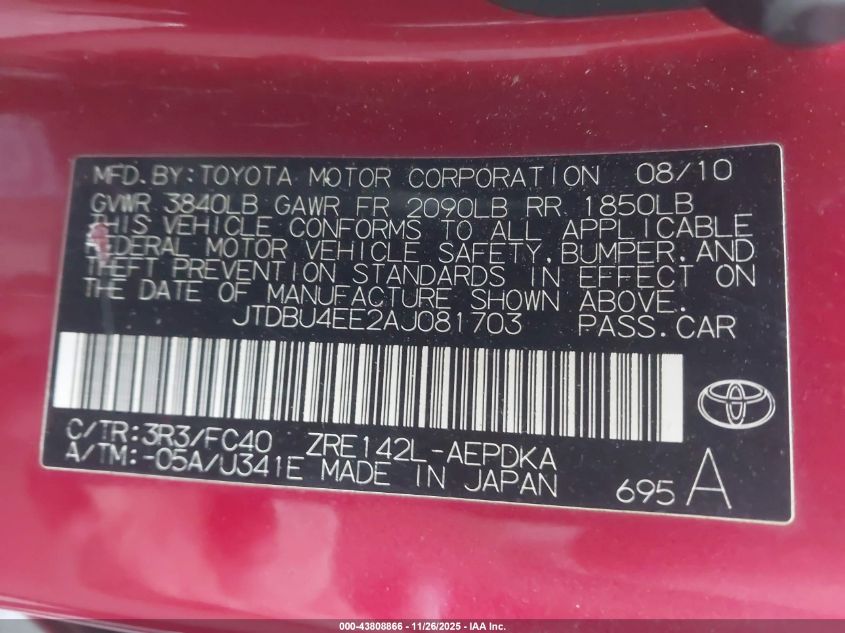 MFD. BY: TOYOTA MOTOR CORPORATION 08/10
GVWR 3840LB GAWR FR 2090LB RR 1850LB
THIS VEHICLE CONFORMS TO ALL APPLICABLE
FEDERAL MOTOR VEHICLE SAFETY, BUMPER, AND
THEFT PREVENTION STANDARDS IN EFFECT ON
THE DATE OF MANUFACTURE SHOWN ABOVE.
JTDBU4EE2AJ081703 PASS. CAR
C/TR: 3R3/FC40 ZRE142L-AEPDKA
A/TM: -05A/U341E MADE IN JAPAN
695 A
000-43808866 - 11/26/2025 - IAA Inc.